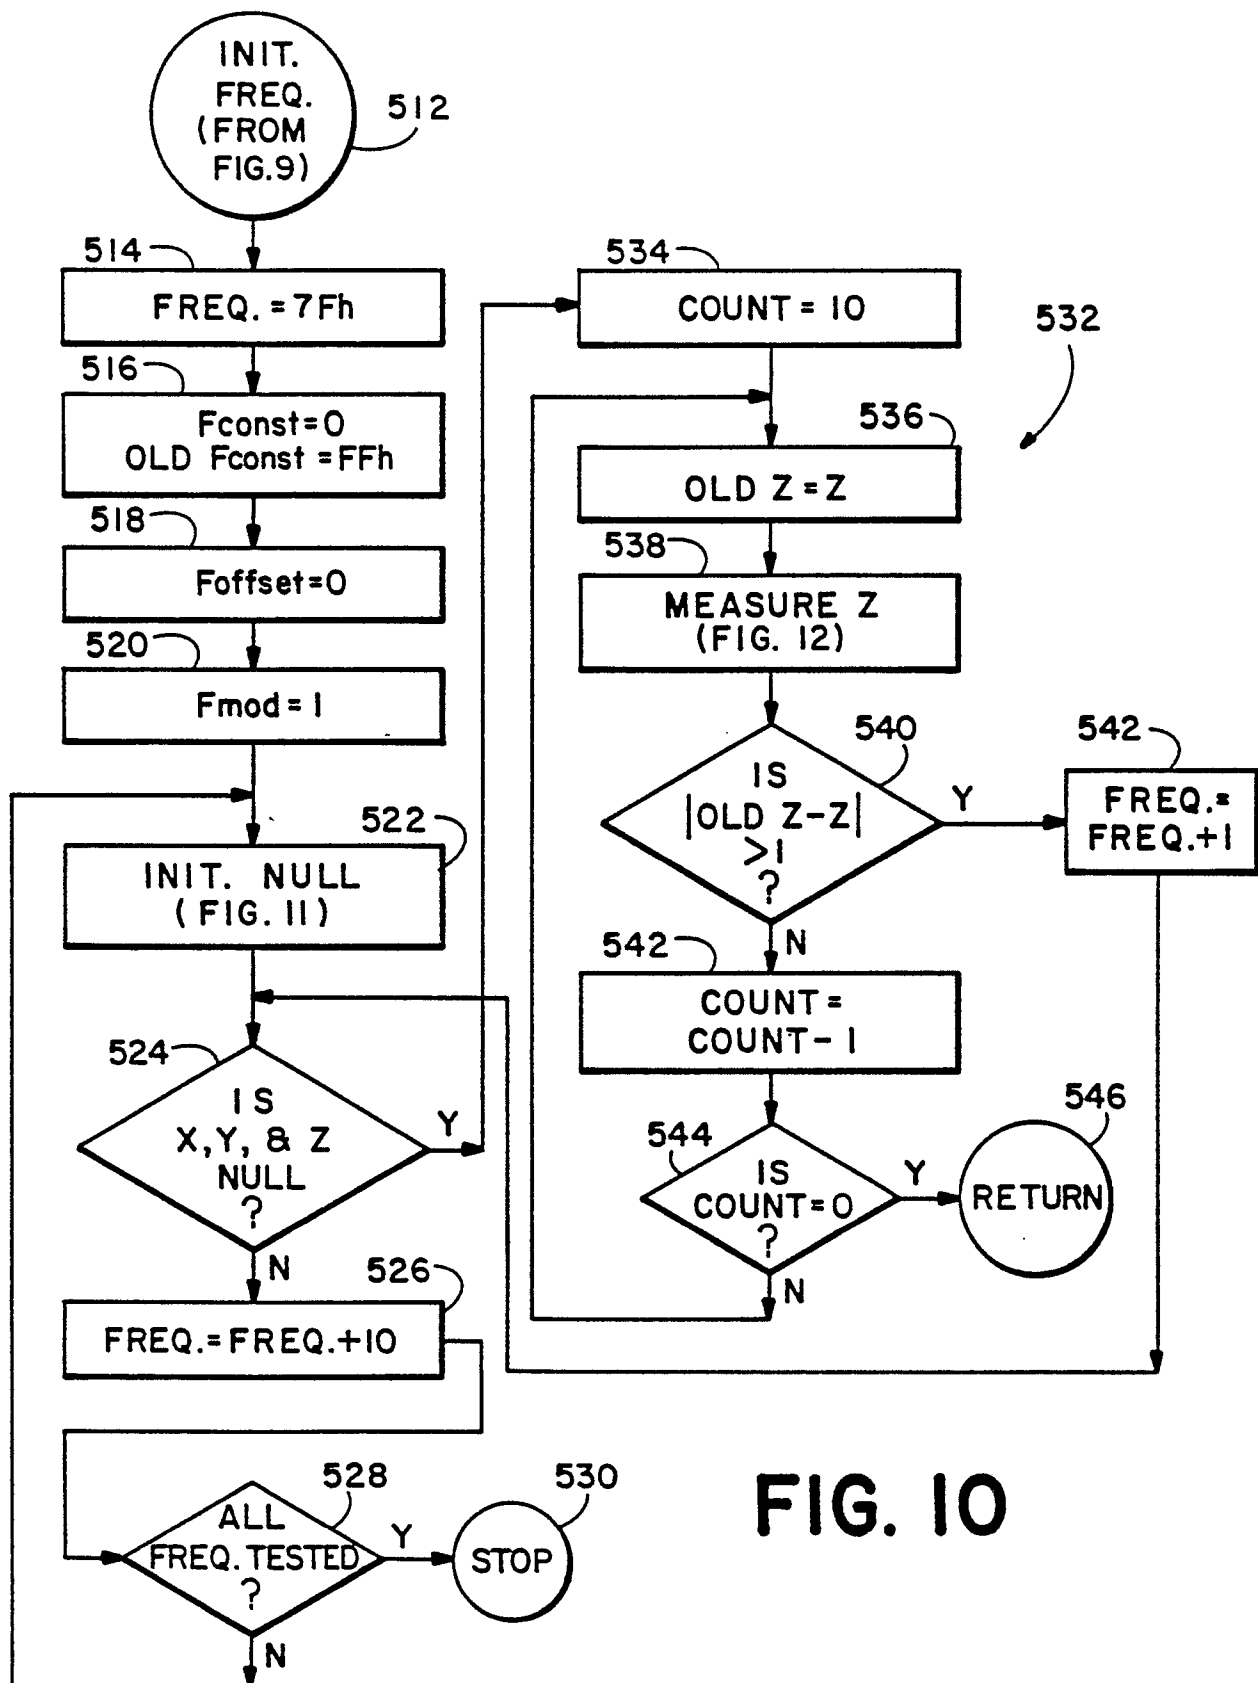 INIT.
FREQ.
(FROM
FIG.9)
512
514
FREQ. = 7Fh
516
Fconst=0
OLD Fconst=FFh
518
Foffset=0
520
Fmod=1
522
INIT. NULL
(FIG. 11)
524
IS
X,Y, & Z
NULL
?
Y
N
526
FREQ.=FREQ.+10
528
ALL
FREQ. TESTED
?
Y
N
530
STOP
532
534
COUNT = 10
536
OLD Z = Z
538
MEASURE Z
(FIG. 12)
540
IS
|OLD Z-Z|
>1
?
Y
N
542
FREQ.=
FREQ.+1
542
COUNT =
COUNT-1
544
IS
COUNT=0
?
Y
N
546
RETURN
FIG. 10